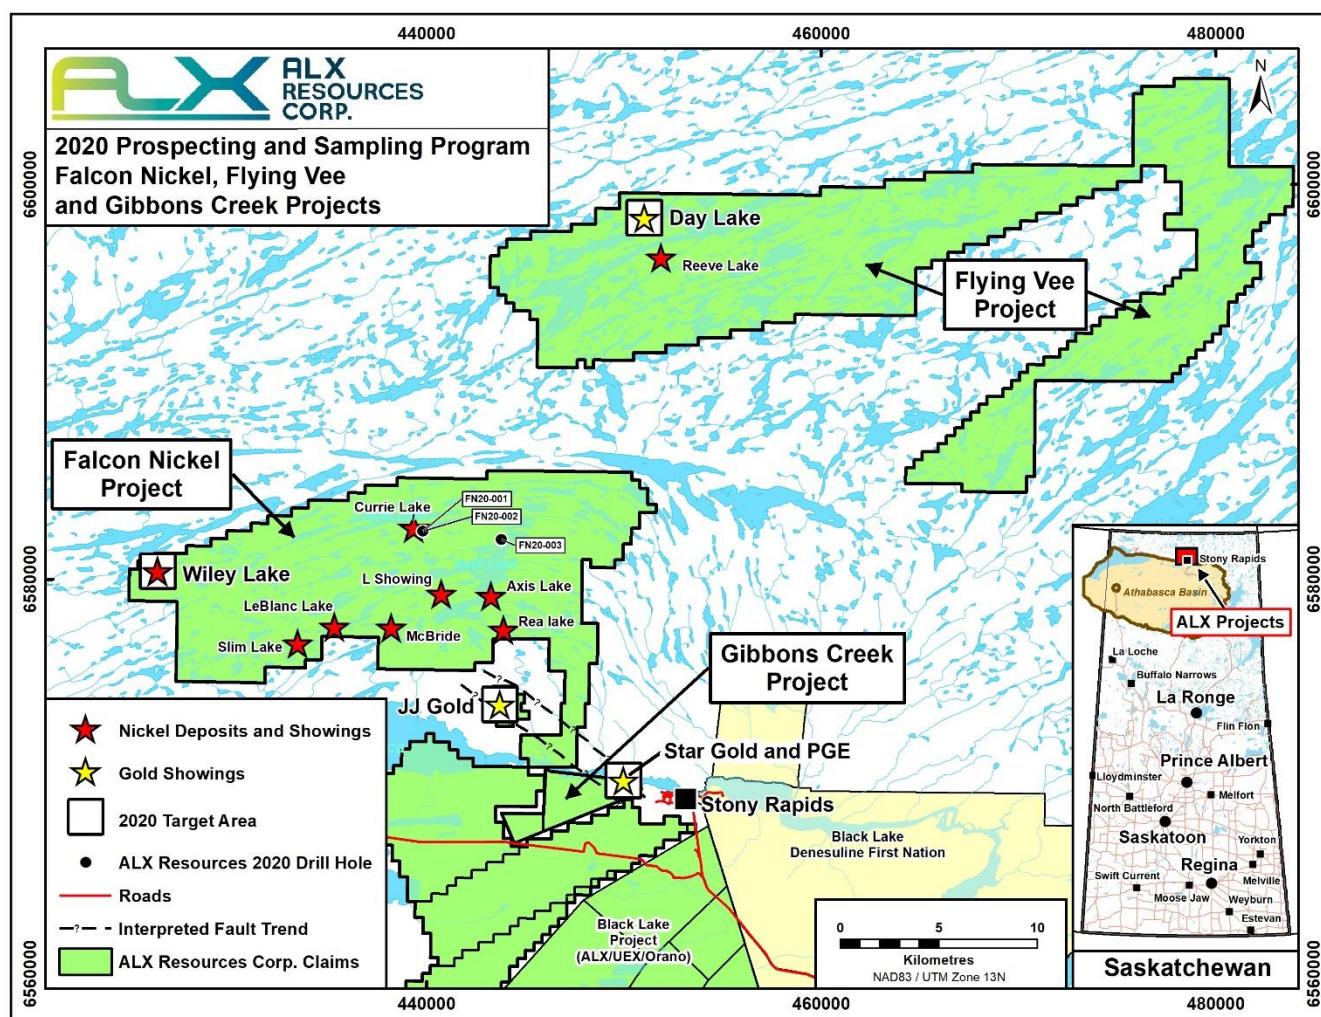 440000
460000
480000
ALX
ALX
RESOURCES
CORP.
2020 Prospecting and Sampling Program
Falcon Nickel, Flying Vee
and Gibbons Creek Projects
N
6600000
6600000
Day Lake
Reeve Lake
Flying Vee
Project
Falcon Nickel
Project
Currie Lake
FN20-001
FN20-002
FN20-003
6580000
6580000
Wiley Lake
L Showing
Axis Lake
LeBlanc Lake
McBride
Rea lake
Slim Lake
Gibbons Creek
Project
JJ Gold
Star Gold and PGE
Stony Rapids
Black Lake
Denesuline First Nation
Black Lake
Project
(ALX/UEX/Orano)
Nickel Deposits and Showings
Gold Showings
2020 Target Area
ALX Resources 2020 Drill Hole
Roads
-?- Interpreted Fault Trend
ALX Resources Corp. Claims
? ? ? ?
0 5 10
Kilometres
NAD83 / UTM Zone 13N
Stony Rapids
Athabasca Basin
ALX Projects
La Loche
Buffalo Narrows
La Ronge
Flin Flon
Prince Albert
Lloydminster
Melfort
North Battleford
Saskatoon
Yorkton
Regina
Swift Current
Melville
Moose Jaw
Weyburn
Estevan
Saskatchewan
6560000
6560000
440000
460000
480000